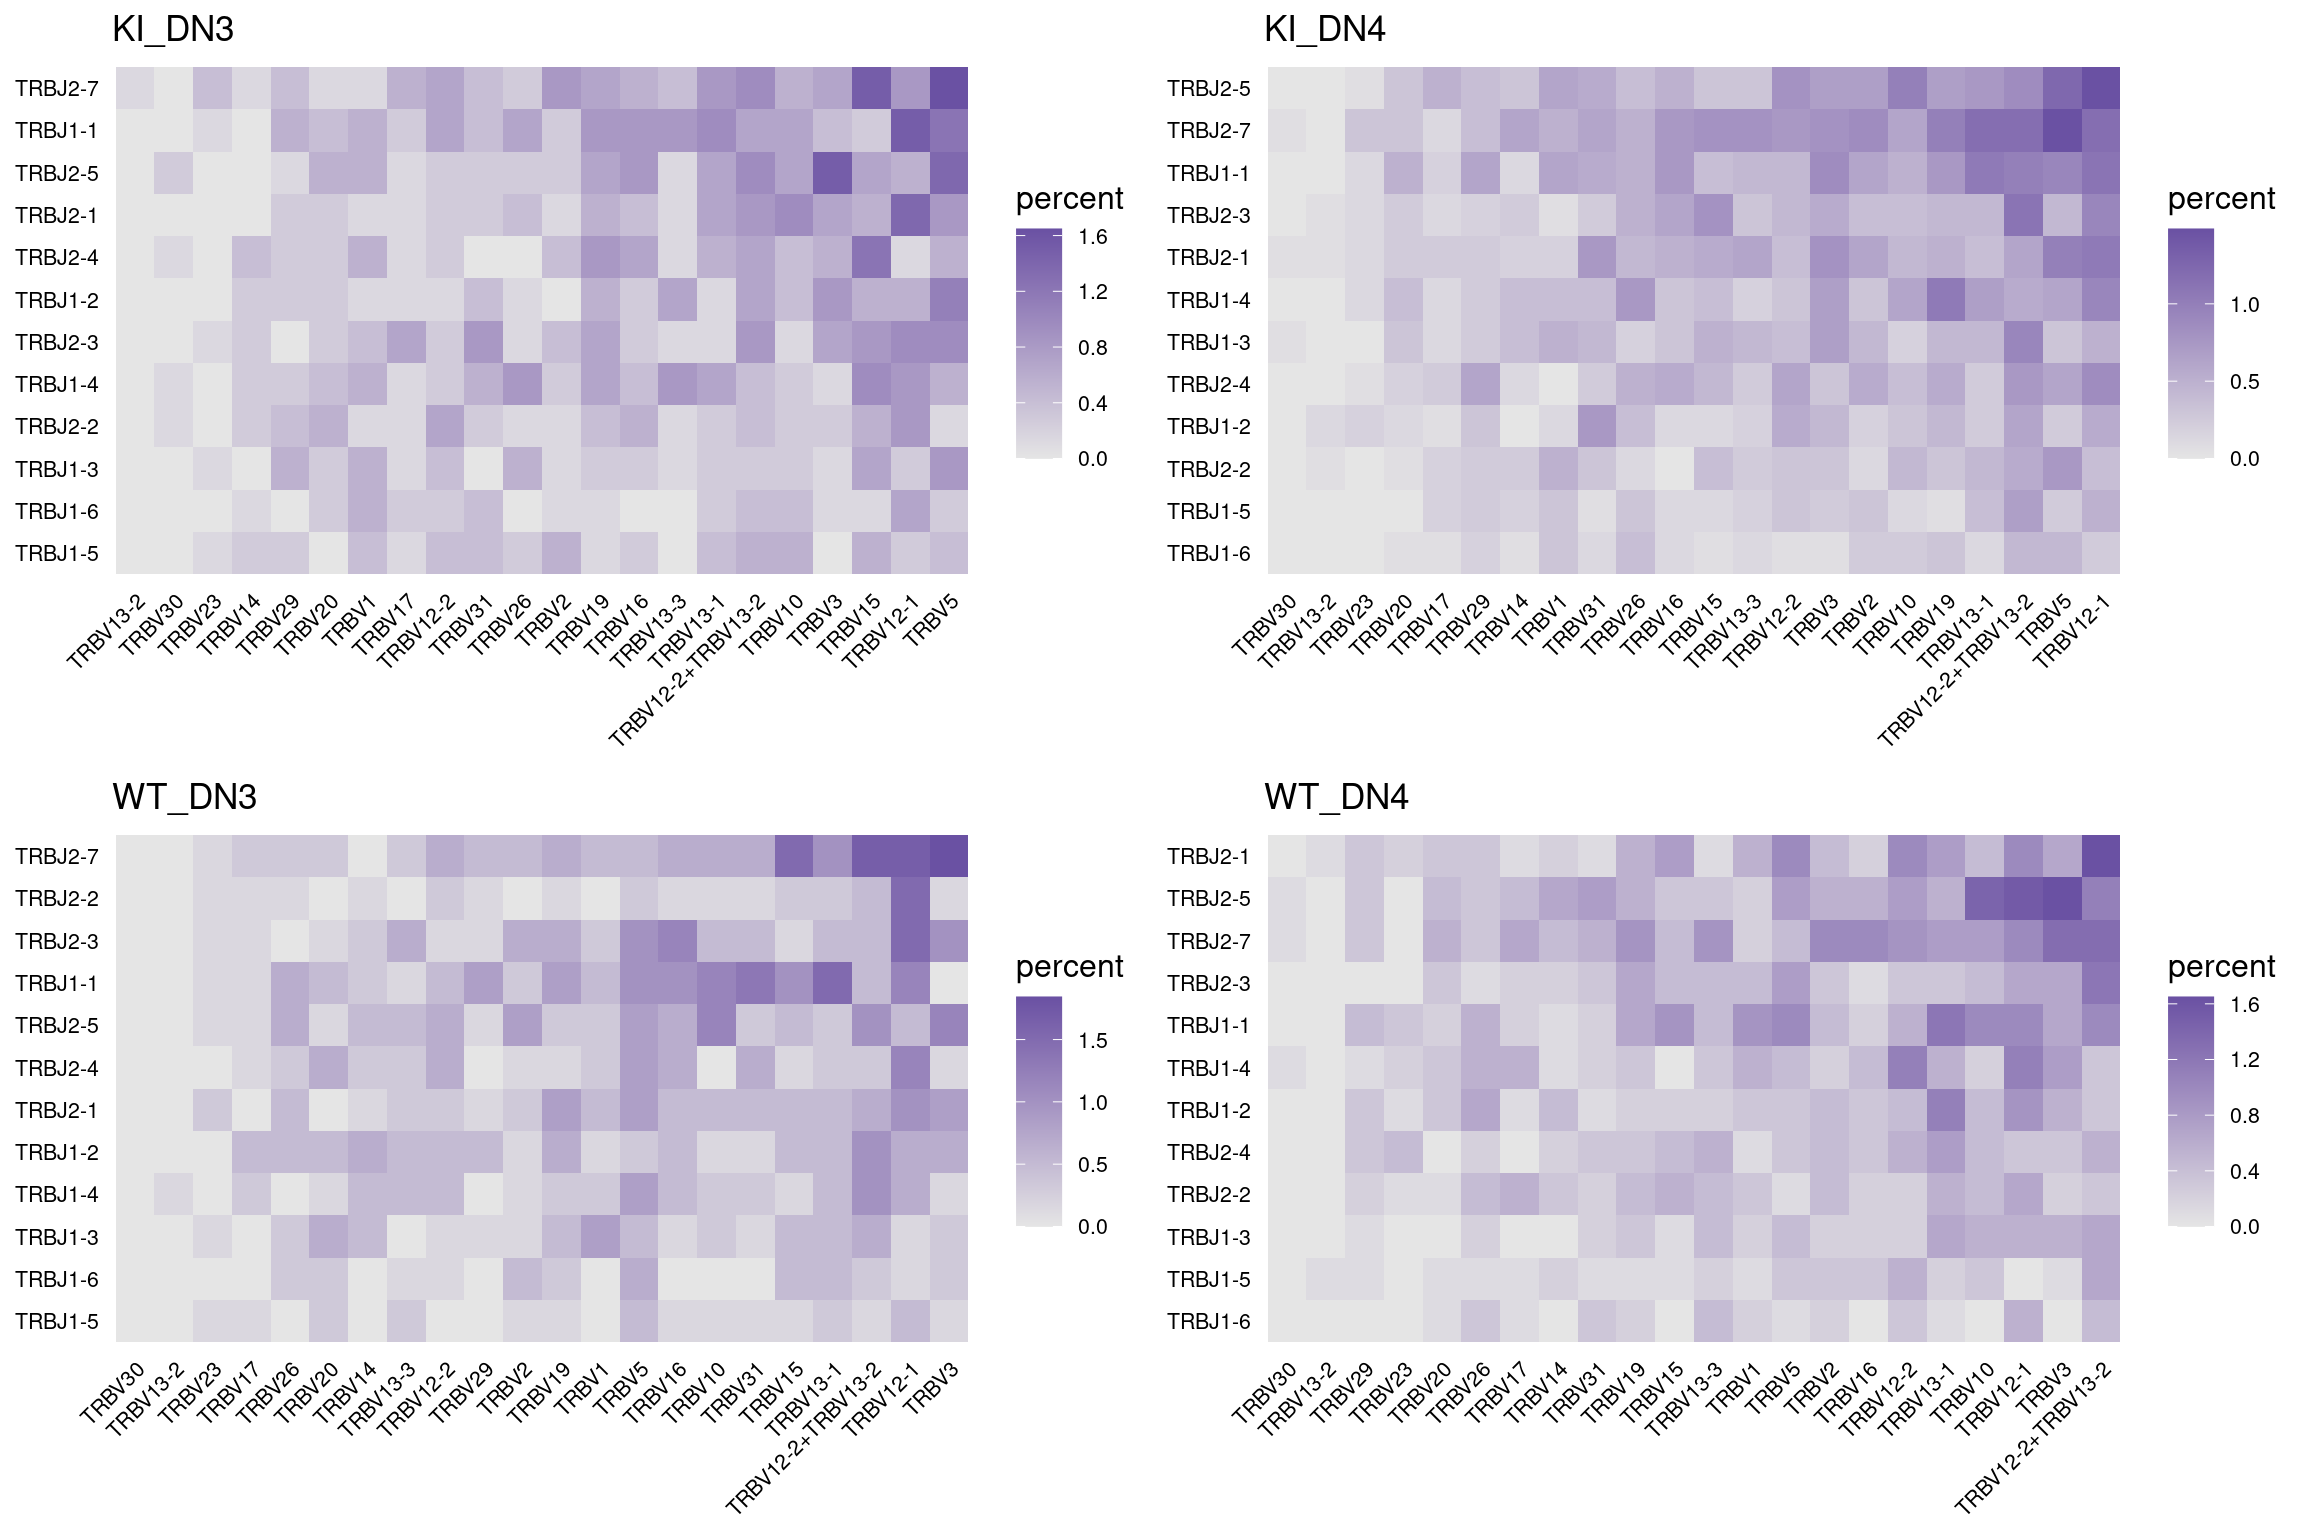 KI_DN3
TRBJ2-7
TRBJ1-1
TRBJ2-5
TRBJ2-1
TRBJ2-4
TRBJ1-2
TRBJ2-3
TRBJ1-4
TRBJ2-2
TRBJ1-3
TRBJ1-6
TRBJ1-5
TRBV13-2
TRBV30
TRBV23
TRBV14
TRBV29
TRBV20
TRBV1
TRBV17
TRBV12-2
TRBV31
TRBV26
TRBV2
TRBV19
TRBV16
TRBV13-3
TRBV13-1
TRBV12-2+TRBV13-2
TRBV10
TRBV3
TRBV15
TRBV12-1
TRBV5
percent
1.6
1.2
0.8
0.4
0.0
KI_DN4
TRBJ2-5
TRBJ2-7
TRBJ1-1
TRBJ2-3
TRBJ2-1
TRBJ1-4
TRBJ1-3
TRBJ2-4
TRBJ1-2
TRBJ2-2
TRBJ1-5
TRBJ1-6
TRBV30
TRBV13-2
TRBV23
TRBV20
TRBV17
TRBV29
TRBV14
TRBV1
TRBV31
TRBV26
TRBV16
TRBV15
TRBV13-3
TRBV12-2
TRBV3
TRBV2
TRBV10
TRBV19
TRBV13-1
TRBV12-2+TRBV13-2
TRBV5
TRBV12-1
percent
1.0
0.5
0.0
WT_DN3
TRBJ2-7
TRBJ2-2
TRBJ2-3
TRBJ1-1
TRBJ2-5
TRBJ2-4
TRBJ2-1
TRBJ1-2
TRBJ1-4
TRBJ1-3
TRBJ1-6
TRBJ1-5
TRBV30
TRBV13-2
TRBV23
TRBV17
TRBV26
TRBV20
TRBV14
TRBV13-3
TRBV12-2
TRBV29
TRBV2
TRBV19
TRBV1
TRBV5
TRBV16
TRBV10
TRBV31
TRBV15
TRBV13-1
TRBV12-2+TRBV13-2
TRBV12-1
TRBV3
percent
1.5
1.0
0.5
0.0
WT_DN4
TRBJ2-1
TRBJ2-5
TRBJ2-7
TRBJ2-3
TRBJ1-1
TRBJ1-4
TRBJ1-2
TRBJ2-4
TRBJ2-2
TRBJ1-3
TRBJ1-5
TRBJ1-6
TRBV30
TRBV13-2
TRBV29
TRBV23
TRBV20
TRBV26
TRBV17
TRBV14
TRBV31
TRBV19
TRBV15
TRBV13-3
TRBV1
TRBV5
TRBV2
TRBV16
TRBV12-2
TRBV13-1
TRBV10
TRBV12-1
TRBV3
TRBV12-2+TRBV13-2
percent
1.6
1.2
0.8
0.4
0.0